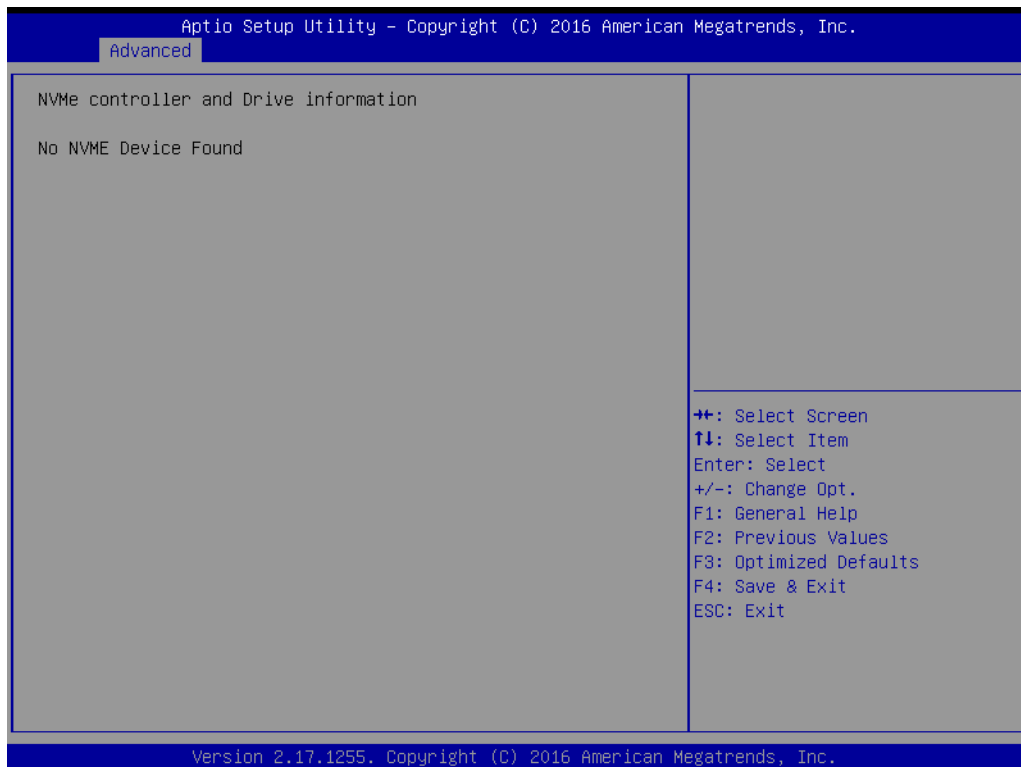 Aptio Setup Utility – Copyright (C) 2016 American Megatrends, Inc.
Advanced
NVMe controller and Drive information
No NVME Device Found
→←: Select Screen
↑↓: Select Item
Enter: Select
+/-: Change Opt.
F1: General Help
F2: Previous Values
F3: Optimized Defaults
F4: Save & Exit
ESC: Exit
Version 2.17.1255. Copyright (C) 2016 American Megatrends, Inc.